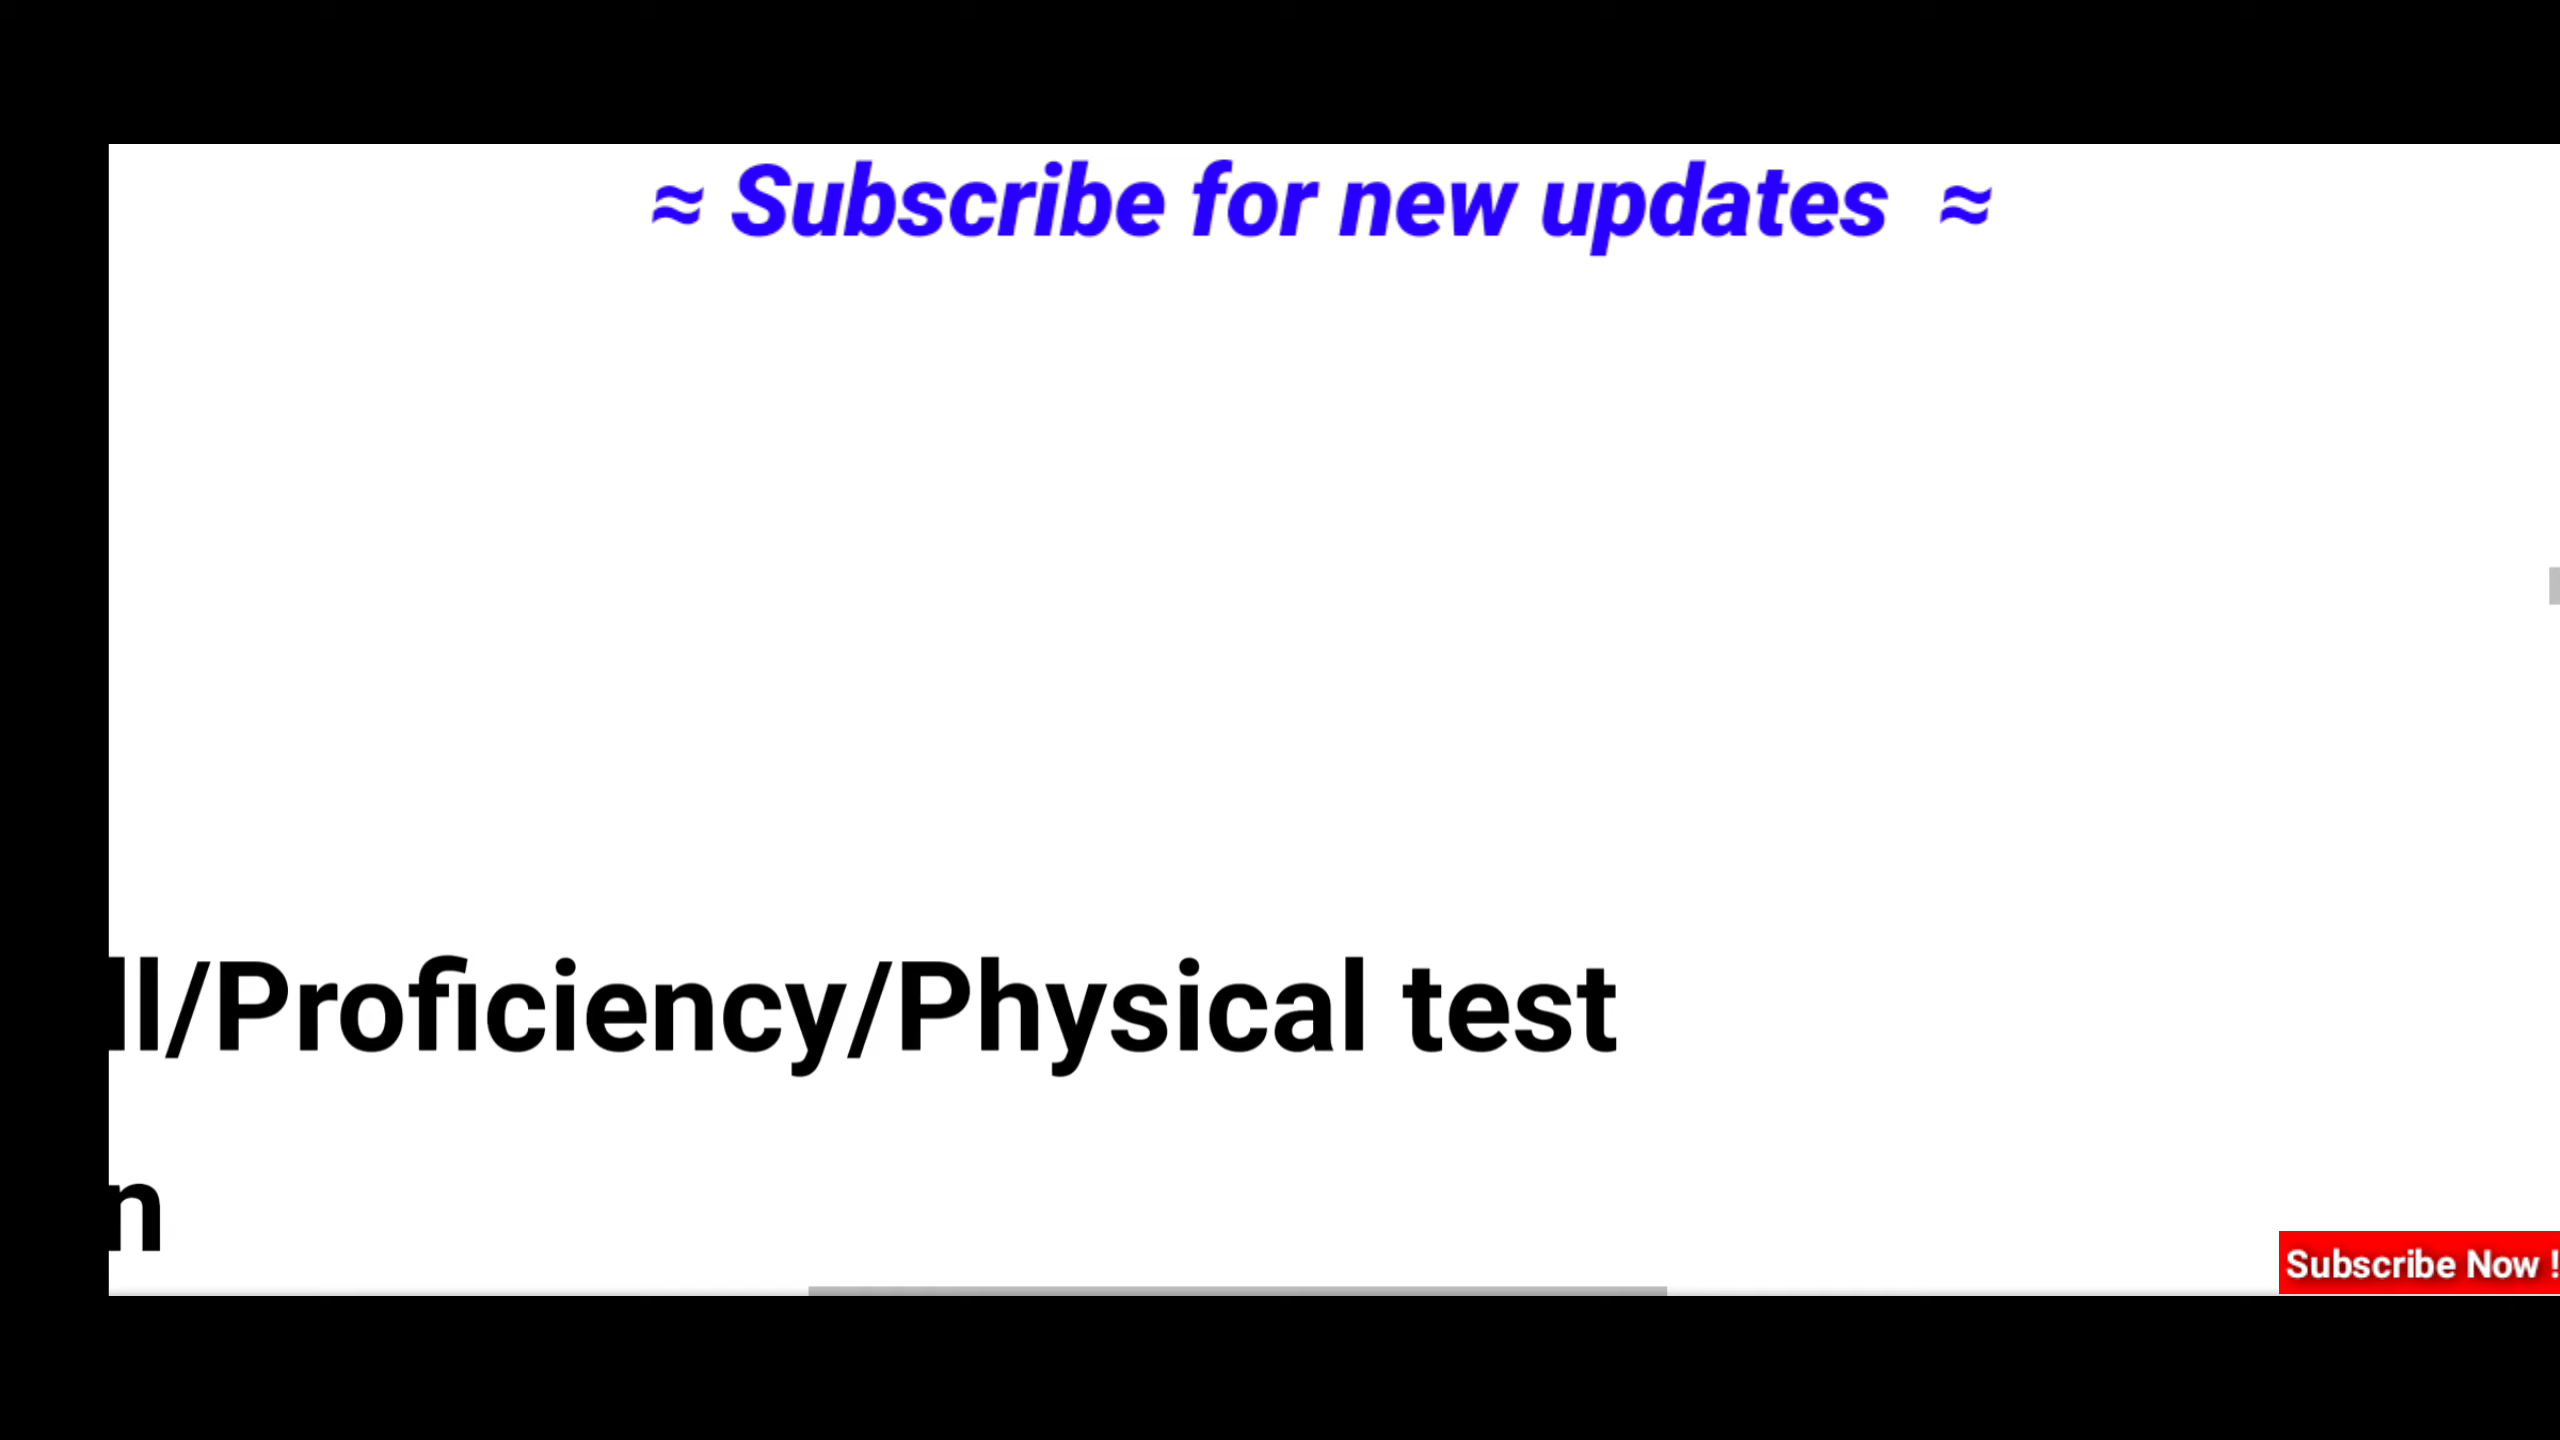 ≈ Subscribe for new updates ≈
ll/Proficiency/Physical test
n
Subscribe Now !